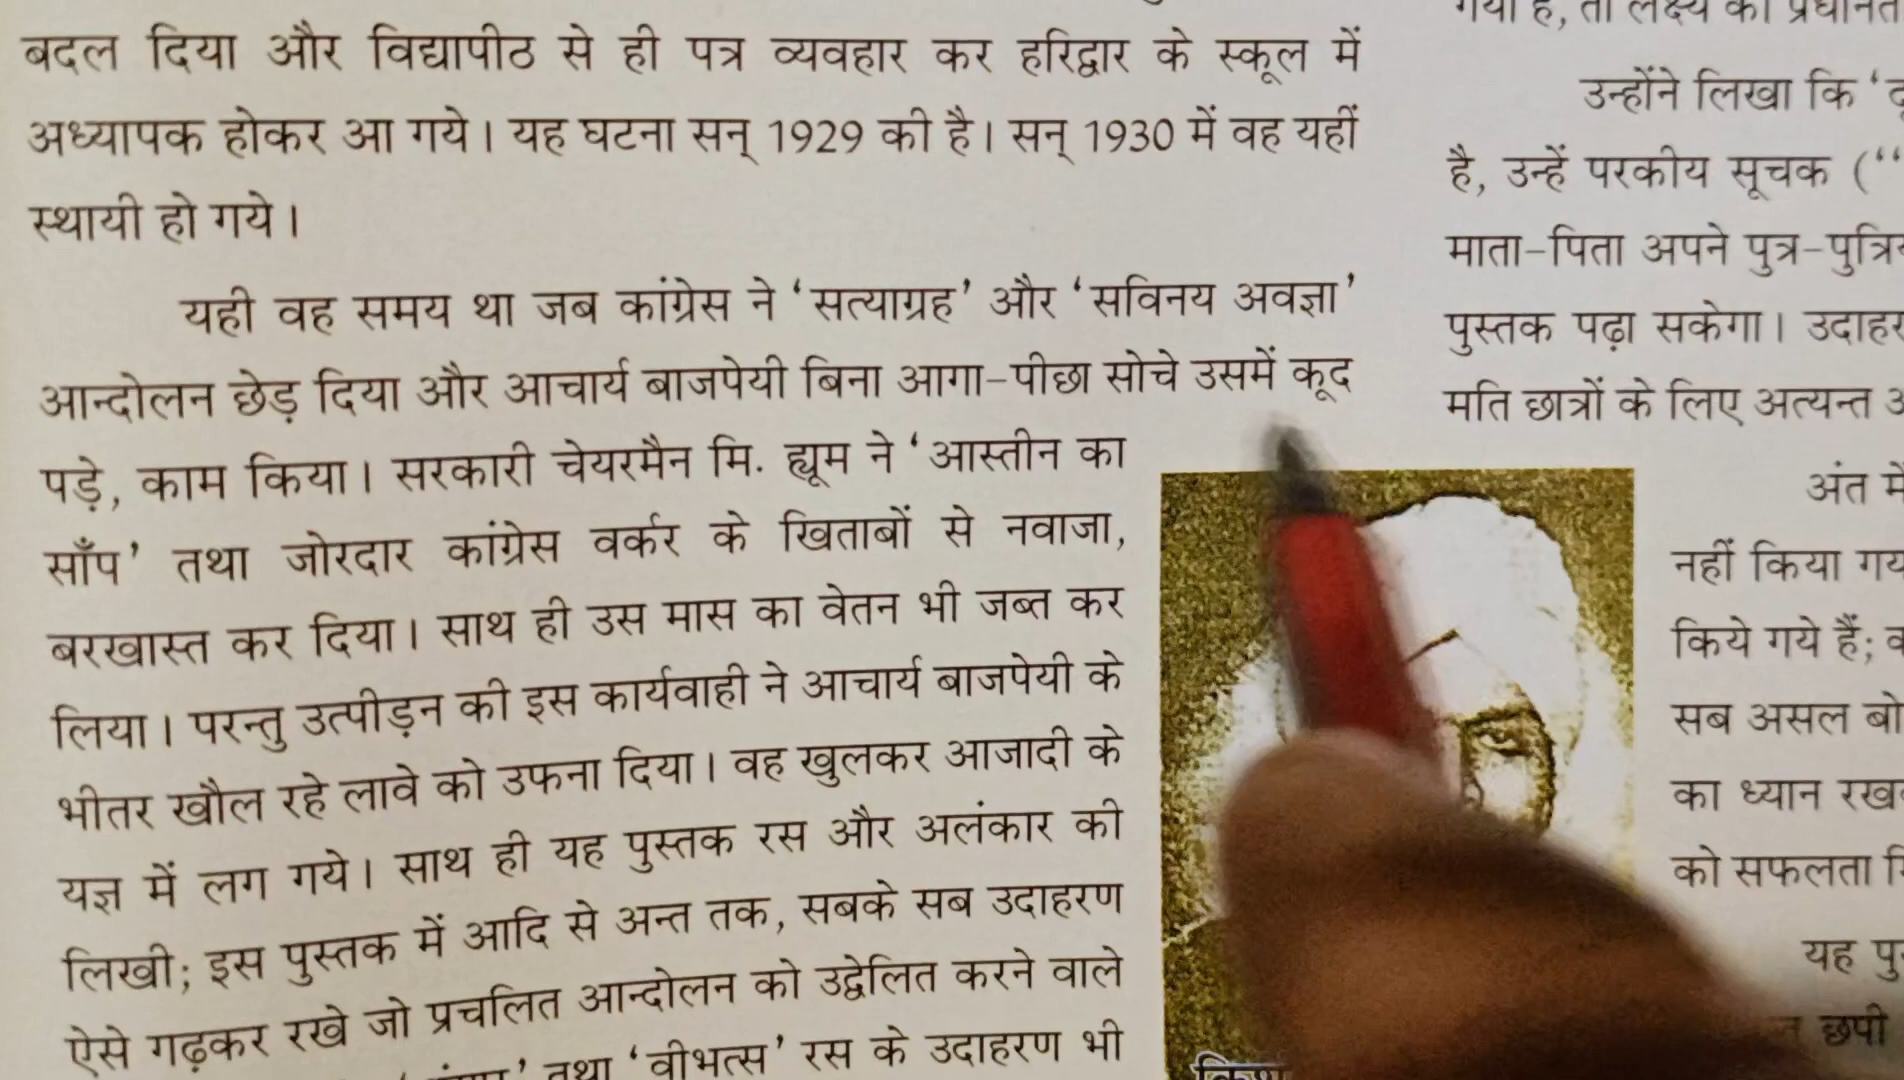 बदल दिया और विद्यापीठ से ही पत्र व्यवहार कर हरिद्वार के स्कूल में
अध्यापक होकर आ गये। यह घटना सन् 1929 की है। सन् 1930 में वह यहीं
स्थायी हो गये।
यही वह समय था जब कांग्रेस ने ‘सत्याग्रह’ और ‘सविनय अवज्ञा’
आन्दोलन छेड़ दिया और आचार्य बाजपेयी बिना आगा-पीछा सोचे उसमें कूद
पड़े, काम किया। सरकारी चेयरमैन मि. ह्यूम ने ‘आस्तीन का
साँप’ तथा जोरदार कांग्रेस वर्कर के खिताबों से नवाजा,
बरखास्त कर दिया। साथ ही उस मास का वेतन भी जब्त कर
लिया। परन्तु उत्पीड़न की इस कार्यवाही ने आचार्य बाजपेयी के
भीतर खौल रहे लावे को उफना दिया। वह खुलकर आजादी के
यज्ञ में लग गये। साथ ही यह पुस्तक रस और अलंकार की
लिखी; इस पुस्तक में आदि से अन्त तक, सबके सब उदाहरण
ऐसे गढ़कर रखे जो प्रचलित आन्दोलन को उद्वेलित करने वाले
तथा ‘वीभत्स’ रस के उदाहरण भी
गया है, तो लक्ष्य की
उन्होंने लिखा कि
है, उन्हें परकीय सूचक (“
माता-पिता अपने
पुस्तक पढ़ा सकेगा।
मति छात्रों के लिए अत्यन्त
अंत में
नहीं किया
किये गये हैं;
सब असल
का ध्यान
को सफलता
यह
छपी